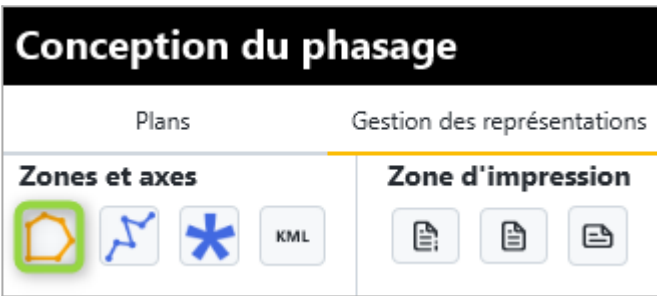 Conception du phasage
Plans Gestion des représentations
Zones et axes Zone d'impression
KML